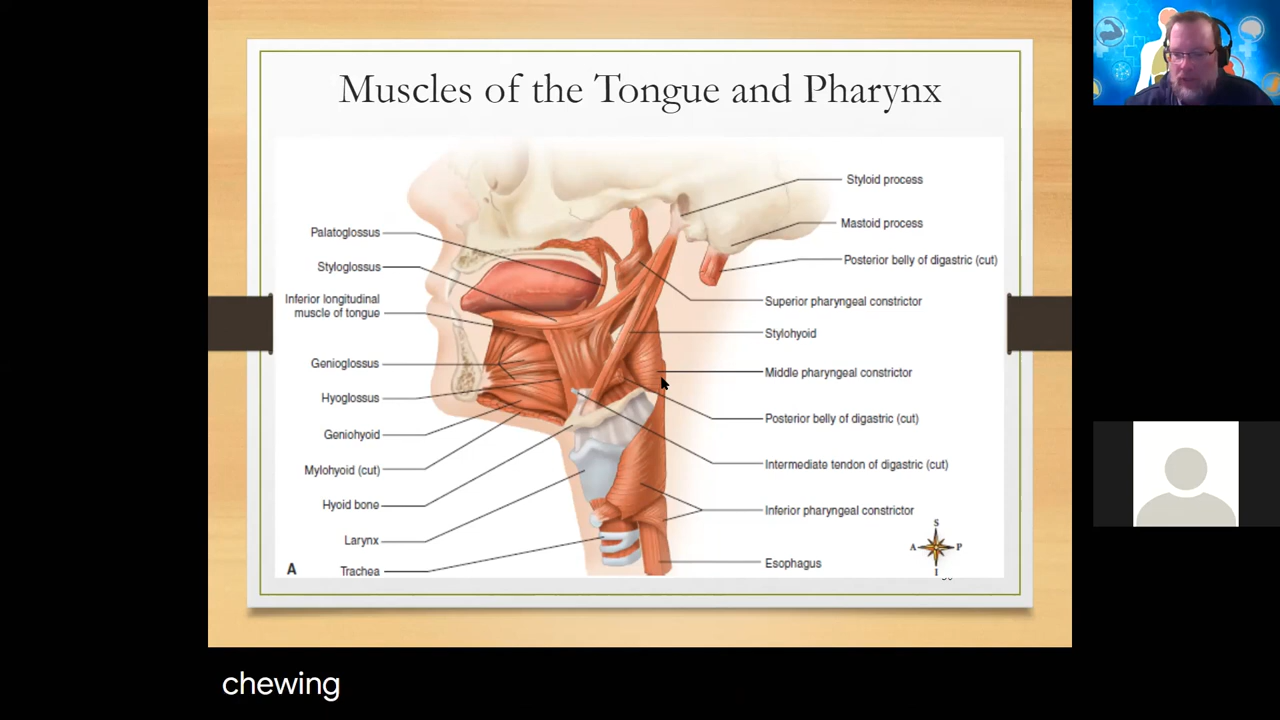 Muscles of the Tongue and Pharynx
Palatoglossus
Styloglossus
Inferior longitudinal
muscle of tongue
Genioglossus
Hyoglossus
Geniohyoid
Mylohyoid (cut)
Hyoid bone
Larynx
Trachea
A
Styloid process
Mastoid process
Posterior belly of digastric (cut)
Superior pharyngeal constrictor
Stylohyoid
Middle pharyngeal constrictor
Posterior belly of digastric (cut)
Intermediate tendon of digastric (cut)
Inferior pharyngeal constrictor
Esophagus
S
A P
I
chewing